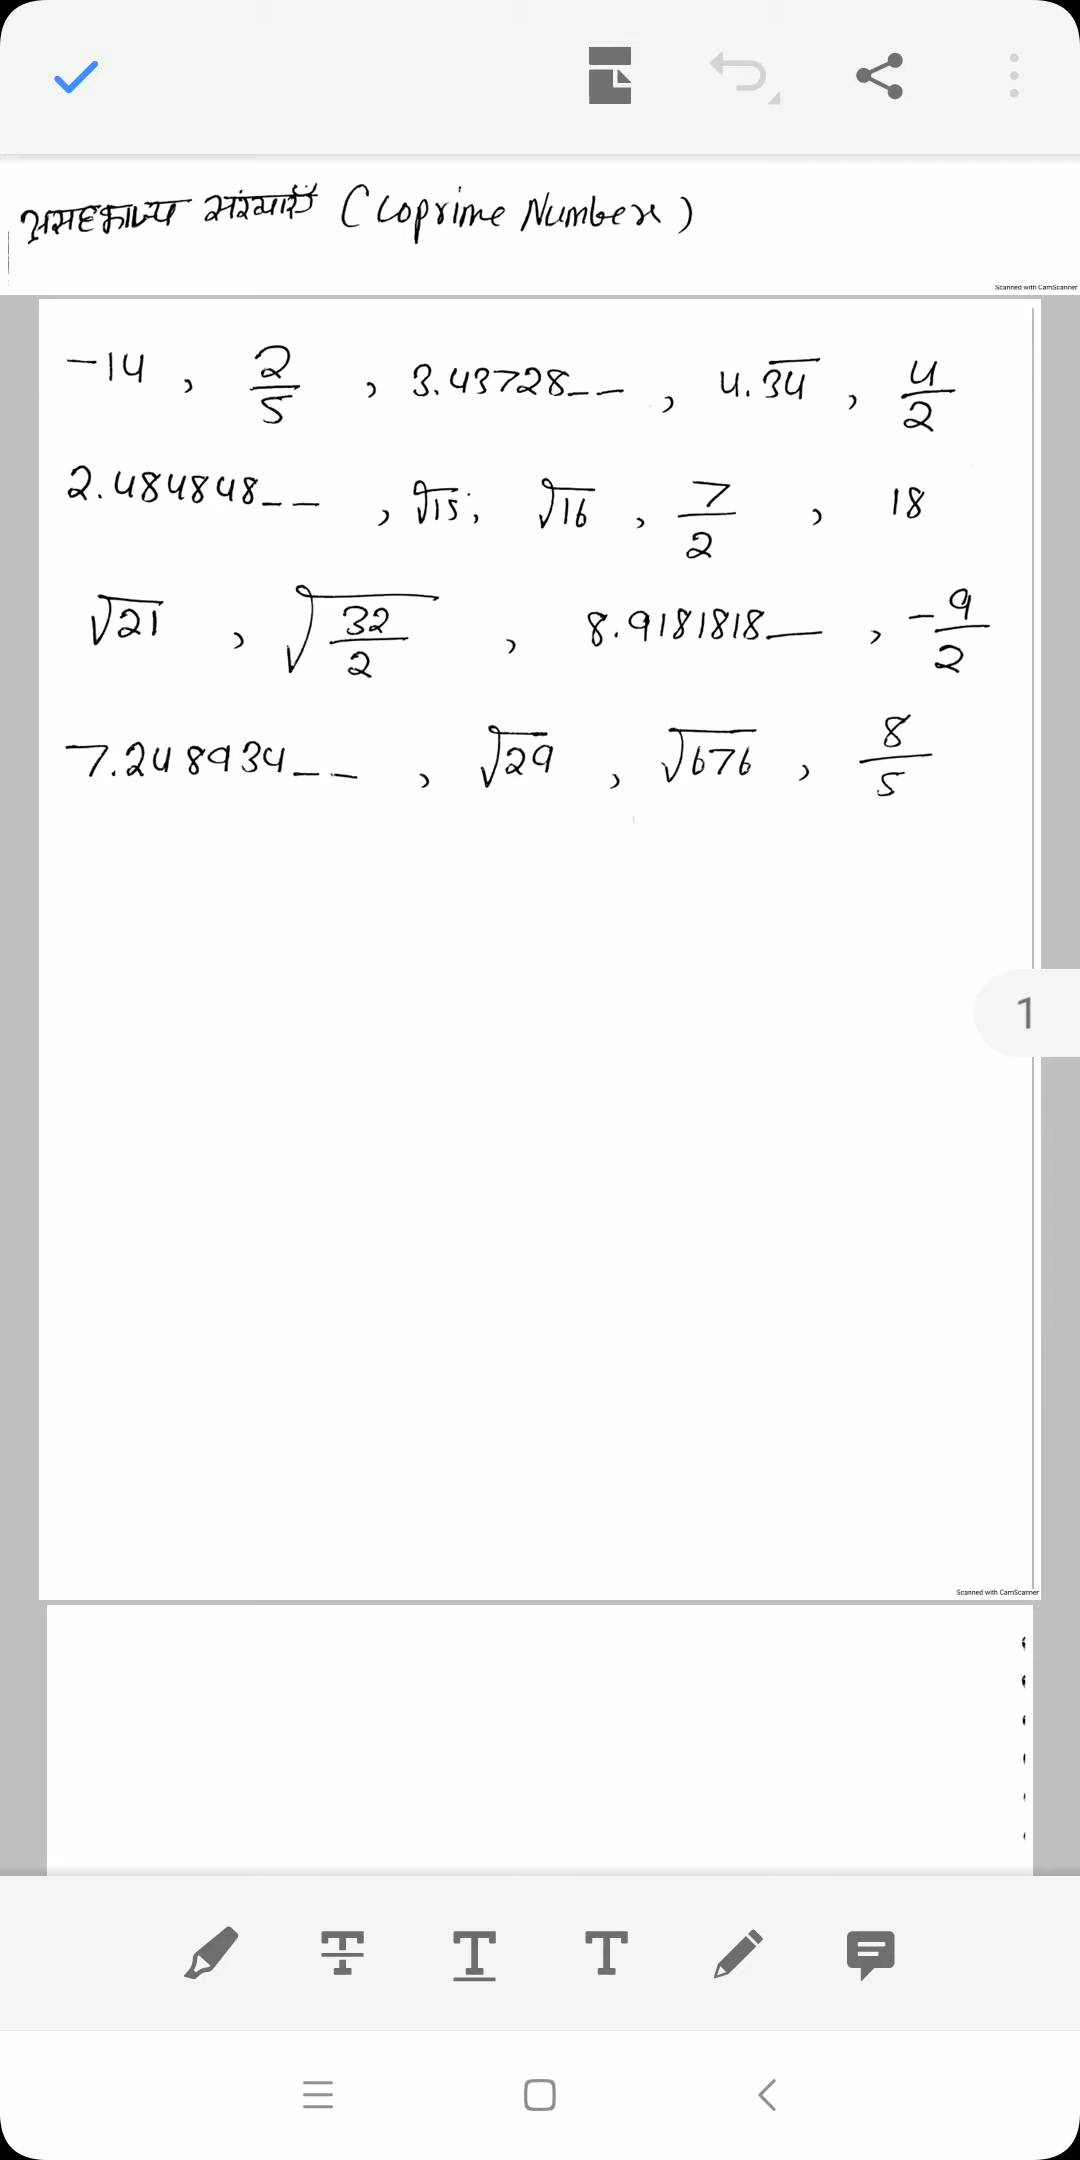 असहभाज्य संख्याएँ (Coprime Number)
Scanned with CamScanner
-14 , 2/5 , 3.43728-- , 4.3̅4̅ , 4/2
2.484848-- , √15; √16 , 7/2 , 18
√21 , √(32/2) , 8.9181818-- , -9/2
7.248934-- , √29 , √676 , 8/5
1
Scanned with CamScanner